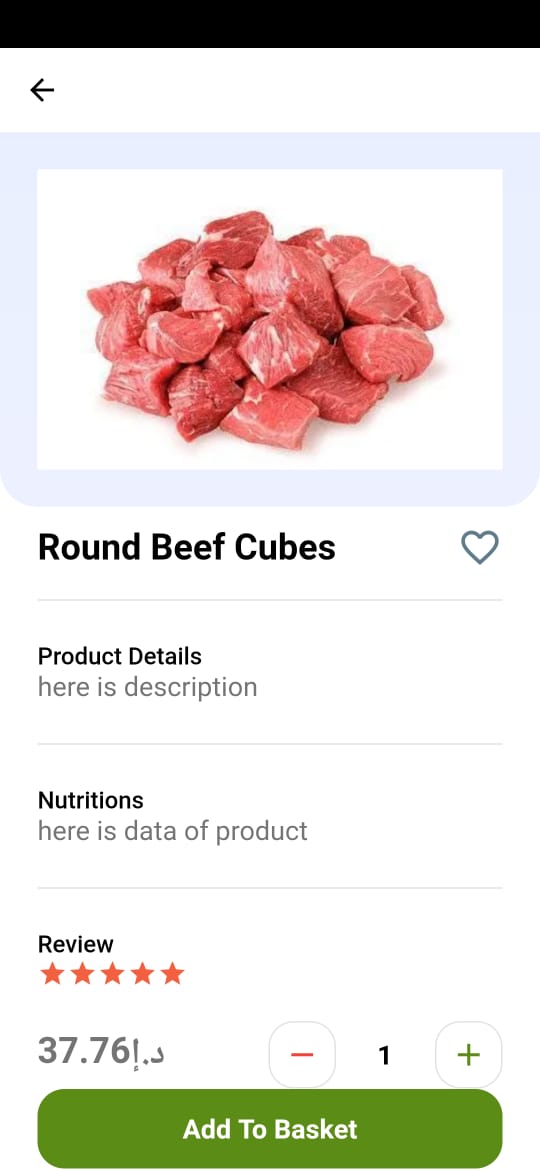 Round Beef Cubes
Product Details
here is description
Nutritions
here is data of product
Review
37.76د.إ
1
Add To Basket